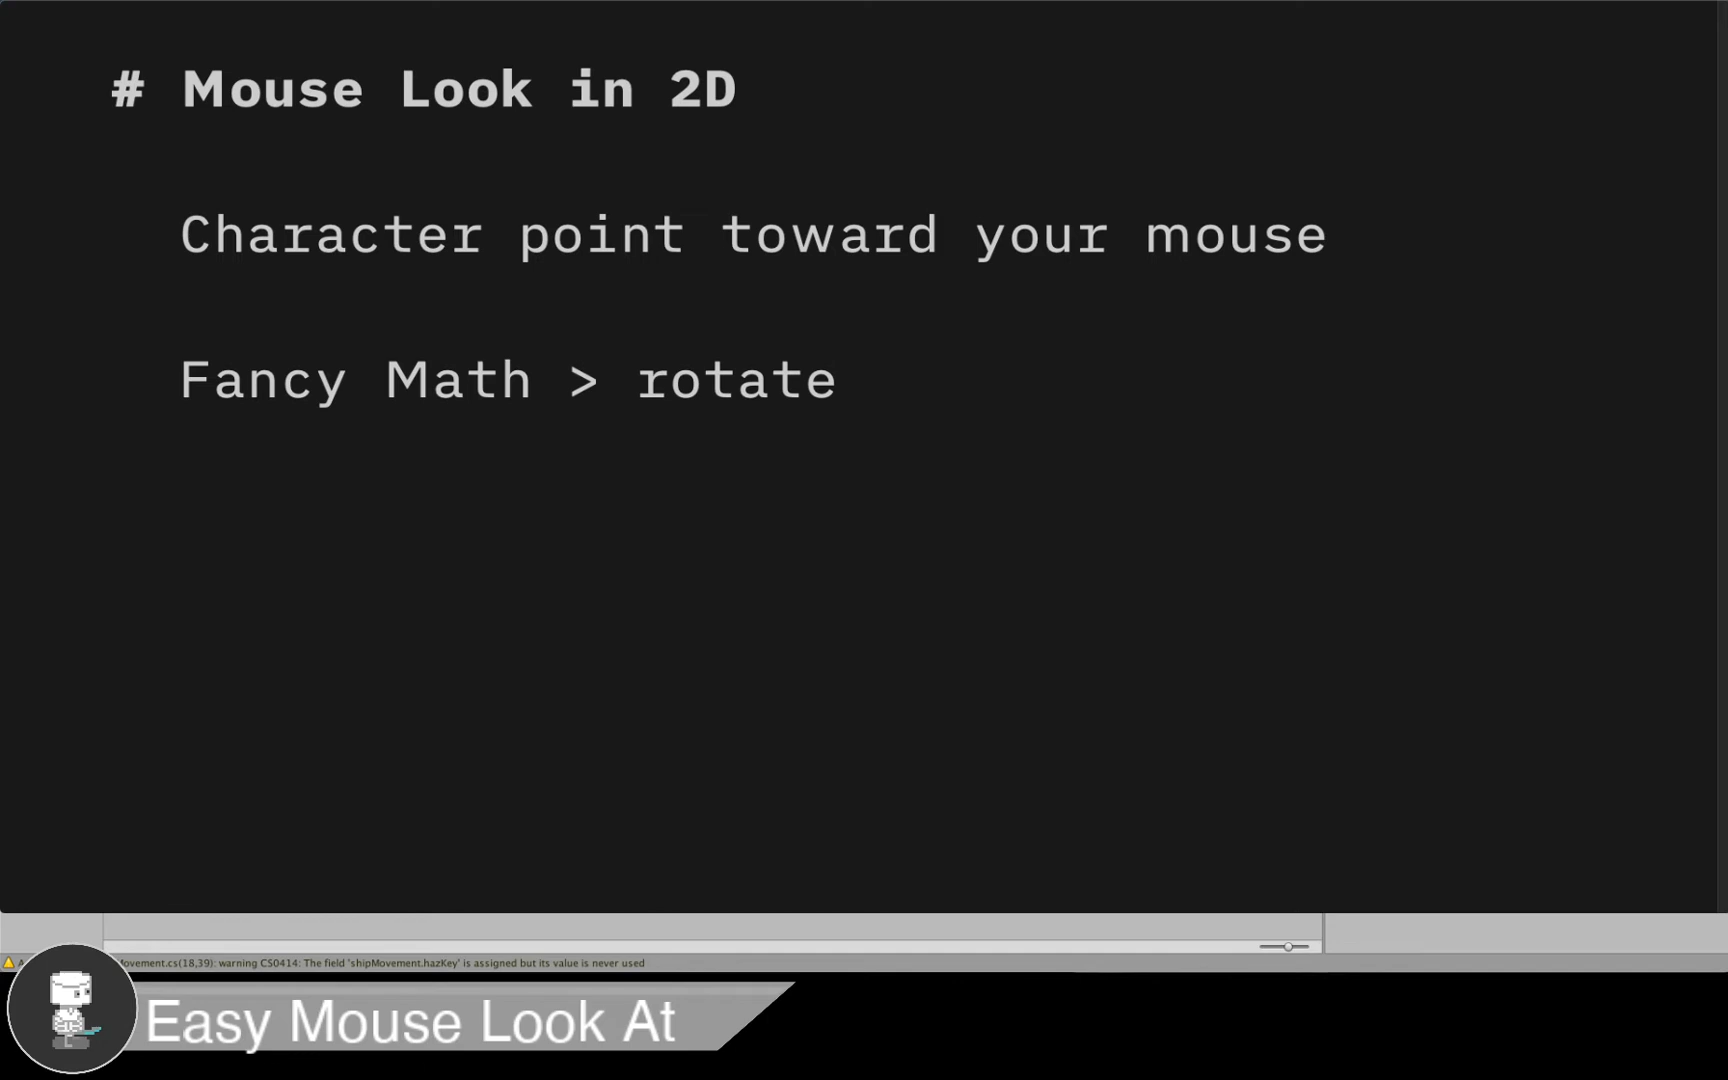 # Mouse Look in 2D
Character point toward your mouse
Fancy Math > rotate
Movement.cs(18,39): warning CS0414: The field 'shipMovement.hazKey' is assigned but its value is never used
Easy Mouse Look At